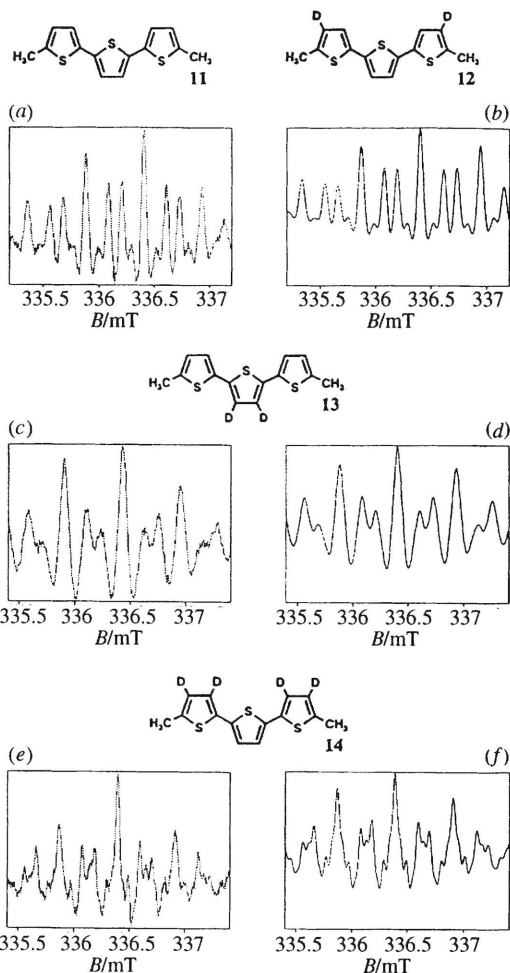 S S S H₃C CH₃ 11
D D S S S H₃C CH₃ 12
(a) (b)
335.5 336 336.5 337
B/mT
335.5 336 336.5 337
B/mT
S S S H₃C CH₃ 13
D D
(c) (d)
335.5 336 336.5 337
B/mT
335.5 336 336.5 337
B/mT
D D D D
S S S H₃C CH₃ 14
(e) (f)
335.5 336 336.5 337
B/mT
335.5 336 336.5 337
B/mT